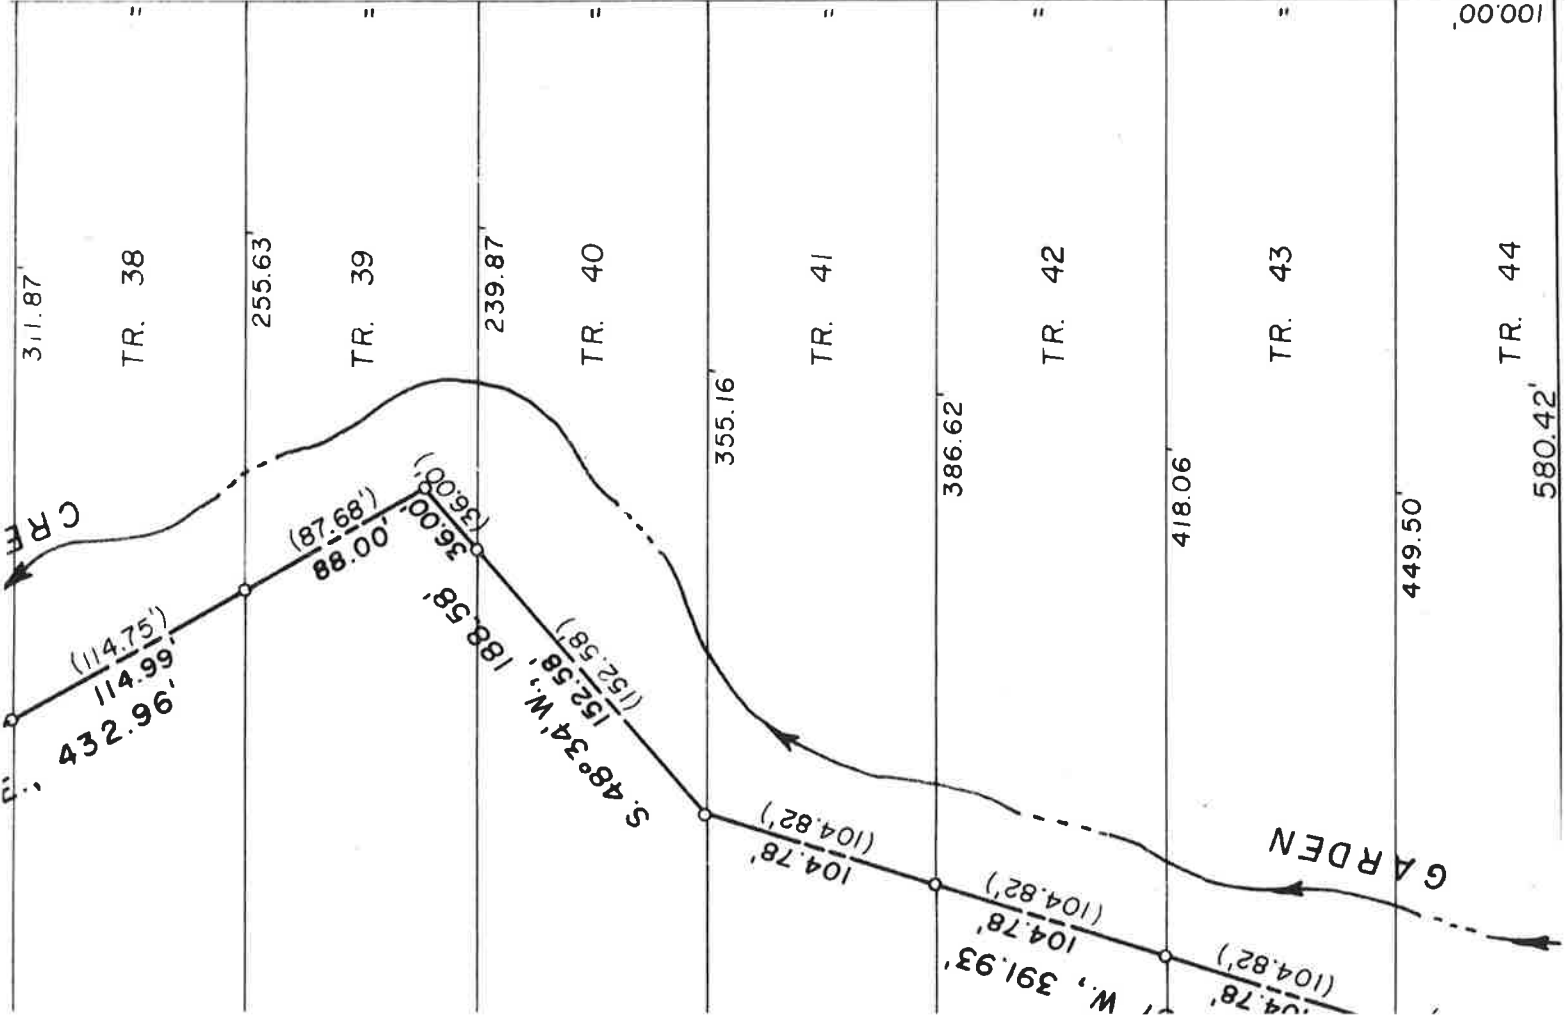 "
"
"
"
"
"
100.00'
311.87'
TR. 38
255.63'
TR. 39
239.87'
TR. 40
355.16'
TR. 41
386.62'
TR. 42
418.06'
TR. 43
449.50'
TR. 44
580.42'
CRE
(114.75')
114.99'
432.96'
E.,
(87.68')
88.00'
(36.00')
36.00'
S.48°34'W., 188.58'
(152.58')
152.58'
(104.82')
104.78'
(104.82')
104.78'
W., 391.93'
(104.82')
104.78'
GARDEN